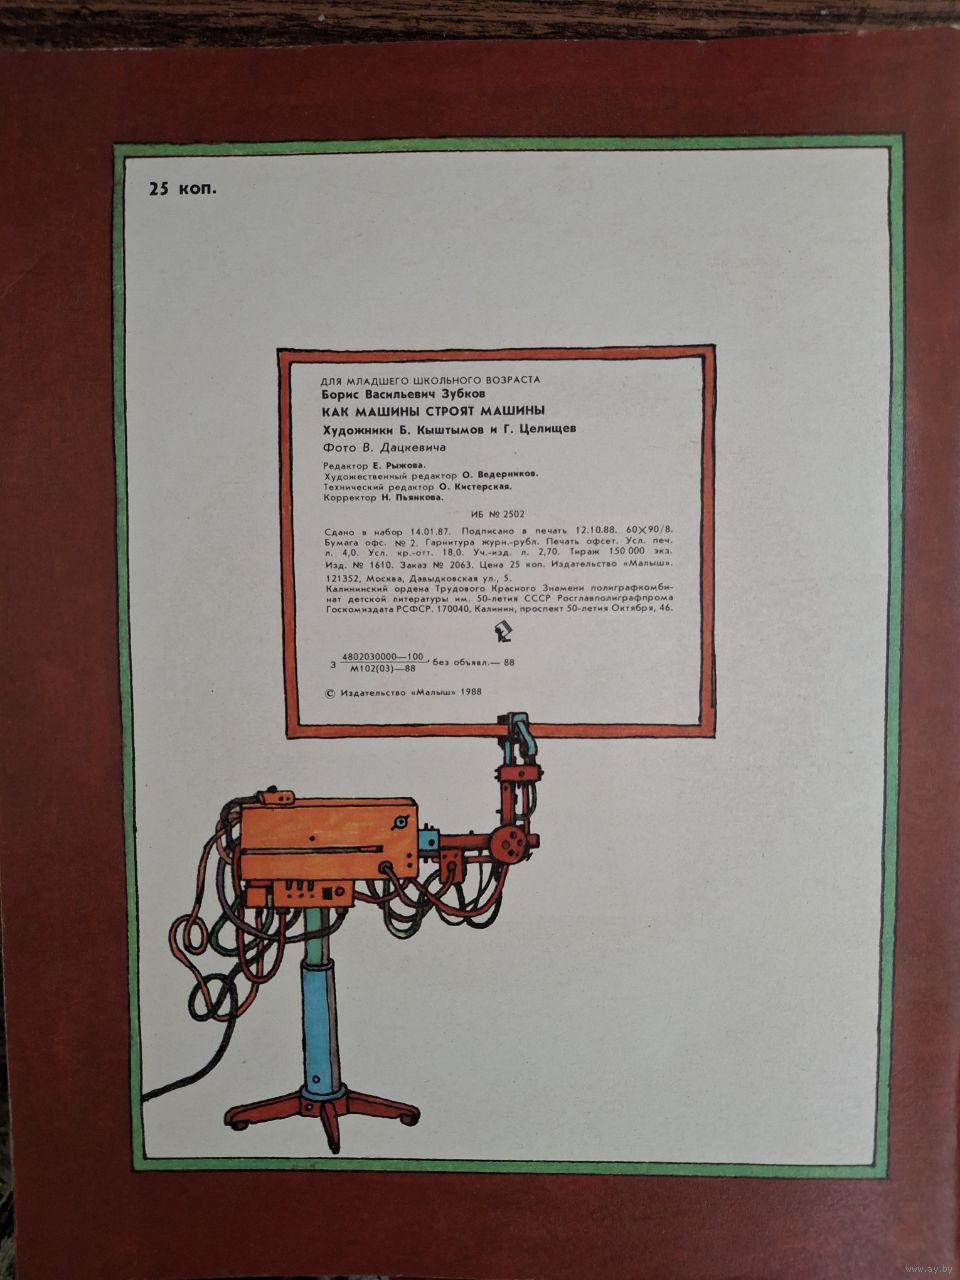 25 коп.
ДЛЯ МЛАДШЕГО ШКОЛЬНОГО ВОЗРАСТА
Борис Васильевич Зубков
КАК МАШИНЫ СТРОЯТ МАШИНЫ
Художники Б. Кыштымов и Г. Целищев
Фото В. Дацкевича
Редактор Е. Рыжова.
Художественный редактор О. Ведерников.
Технический редактор О. Кистерская.
Корректор Н. Пьянкова.
ИБ № 2502
Сдано в набор 14.01.87. Подписано в печать 12.10.88. 60×90/8.
Бумага офс. № 2. Гарнитура журн.-рубл. Печать офсет. Усл. печ.
л. 4,0. Усл. кр.-отт. 18,0. Уч.-изд. л. 2,70. Тираж 150 000 экз.
Изд. № 1610. Заказ № 2063. Цена 25 коп. Издательство «Малыш».
121352, Москва, Давыдковская ул., 5.
Калининский ордена Трудового Красного Знамени полиграфкомби-
нат детской литературы им. 50-летия СССР Росглавполиграфпрома
Госкомиздата РСФСР. 170040, Калинин, проспект 50-летия Октября, 46.
З 4802030000—100
М102(03)—88 , без объявл.— 88
© Издательство «Малыш» 1988
www.ay.by